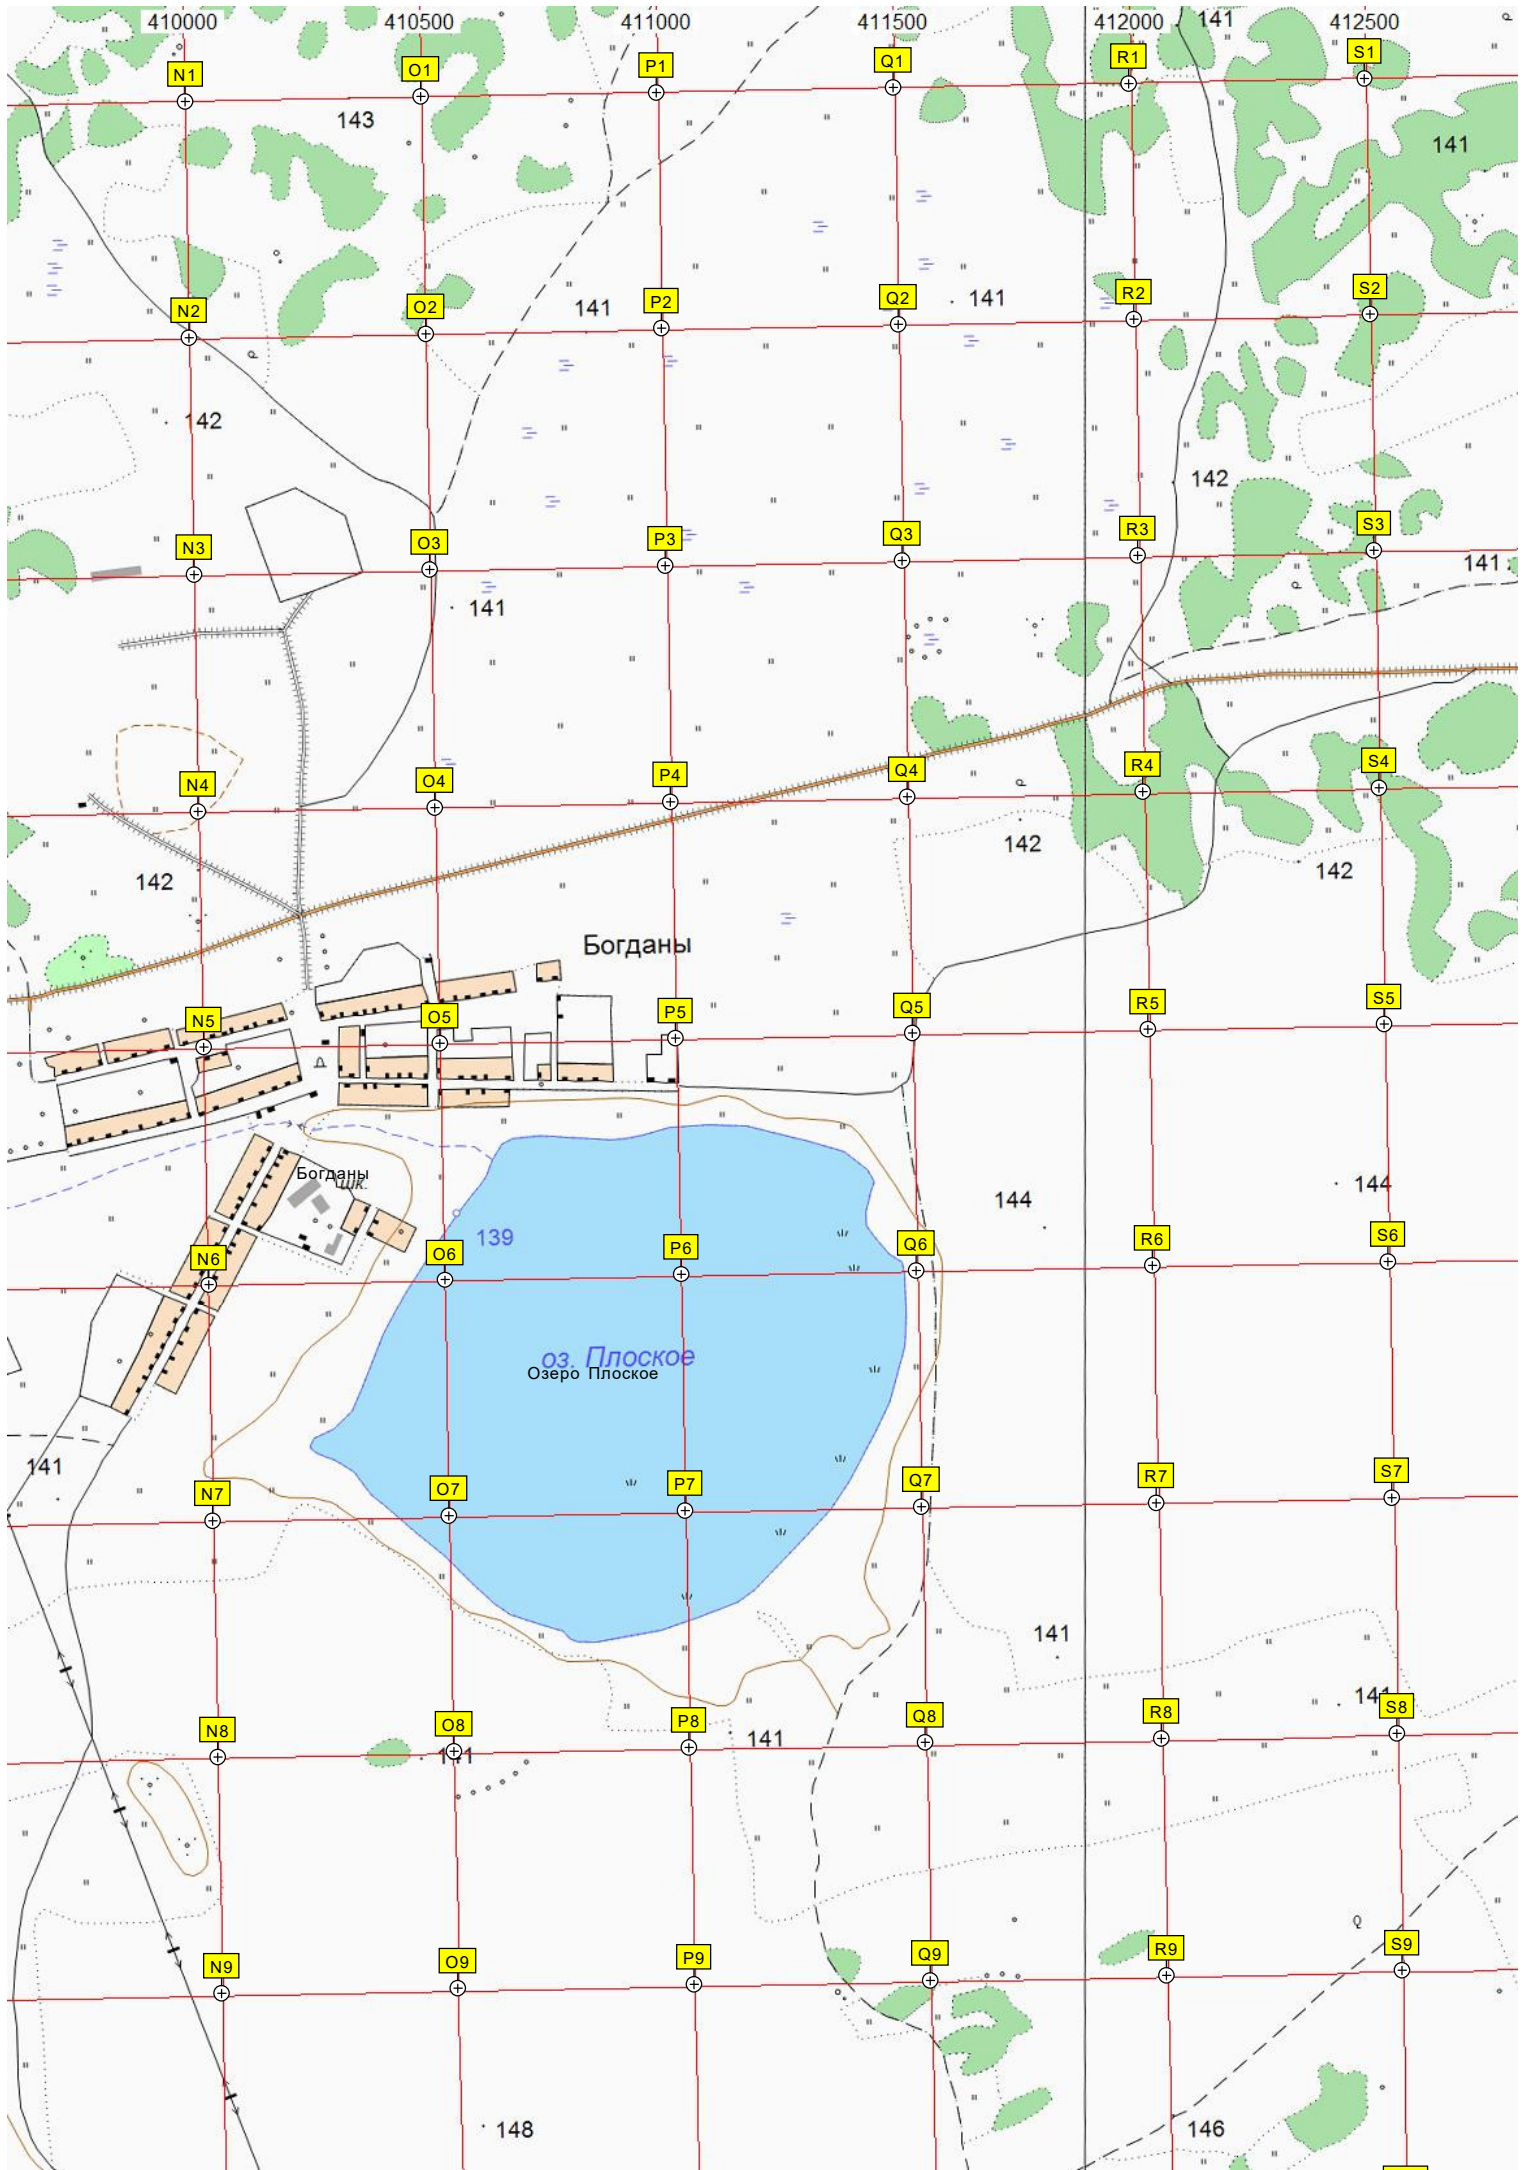 410000 410500 411000 411500 412000 141 412500
N1 O1 P1 Q1 R1 S1
143 141
N2 O2 141 P2 Q2 141 R2 S2
142
142
N3 O3 P3 Q3 R3 S3
141
141
N4 O4 P4 Q4 R4 S4
142 142 142
Богданы
N5 O5 P5 Q5 R5 S5
Богданы
шк.
144 144
139
N6 O6 P6 Q6 R6 S6
оз. Плоское
Озеро Плоское
141
N7 O7 P7 Q7 R7 S7
141
141
N8 O8 P8 Q8 R8 S8
141 141
N9 O9 P9 Q9 R9 S9
148 146